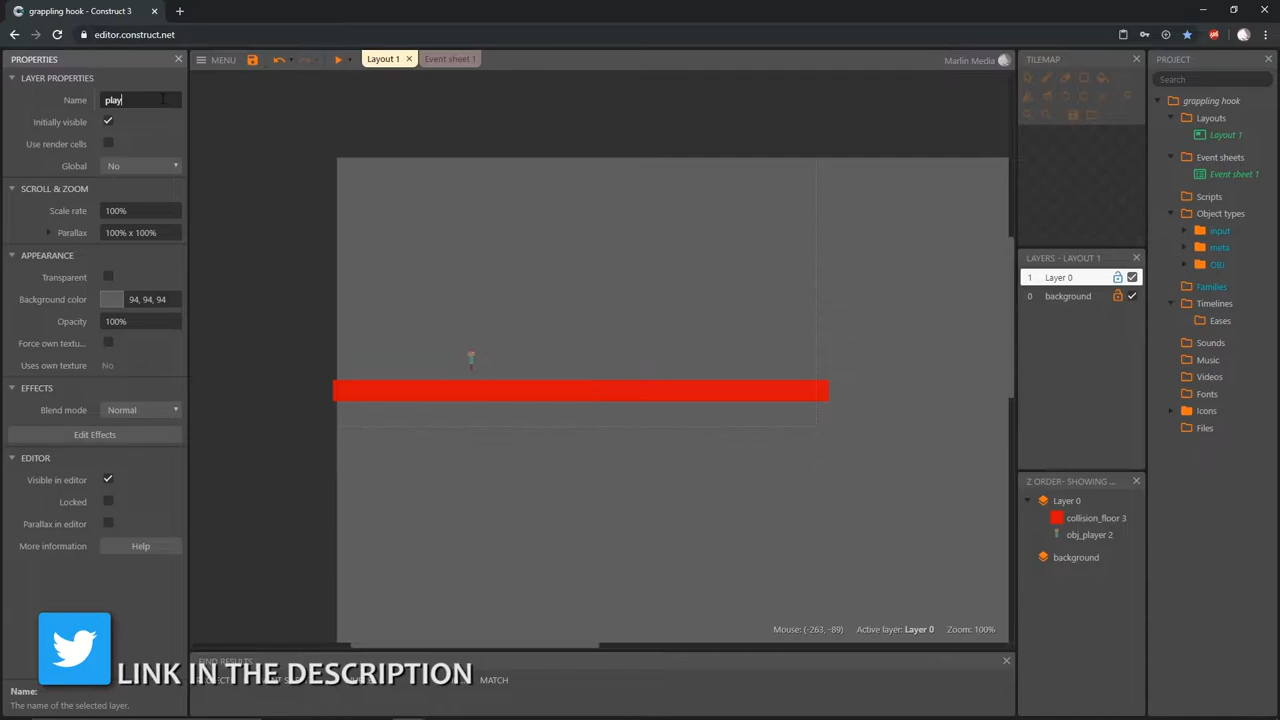 grappling hook - Construct 3
editor.construct.net
PROPERTIES
LAYER PROPERTIES
Name play
Initially visible
Use render cells
Global No
SCROLL & ZOOM
Scale rate 100%
Parallax 100% x 100%
APPEARANCE
Transparent
Background color 94, 94, 94
Opacity 100%
Force own textu...
Uses own texture No
EFFECTS
Blend mode Normal
Edit Effects
EDITOR
Visible in editor
Locked
Parallax in editor
More information Help
Name:
The name of the selected layer.
MENU
Layout 1
Event sheet 1
Marlin Media
Mouse: (-263, -89) Active layer: Layer 0 Zoom: 100%
FIND RESULTS
MATCH
LINK IN THE DESCRIPTION
TILEMAP
LAYERS - LAYOUT 1
1 Layer 0
0 background
Z ORDER- SHOWING ...
Layer 0
collision_floor 3
obj_player 2
background
PROJECT
Search
grappling hook
Layouts
Layout 1
Event sheets
Event sheet 1
Scripts
Object types
input
meta
OBJ
Families
Timelines
Eases
Sounds
Music
Videos
Fonts
Icons
Files